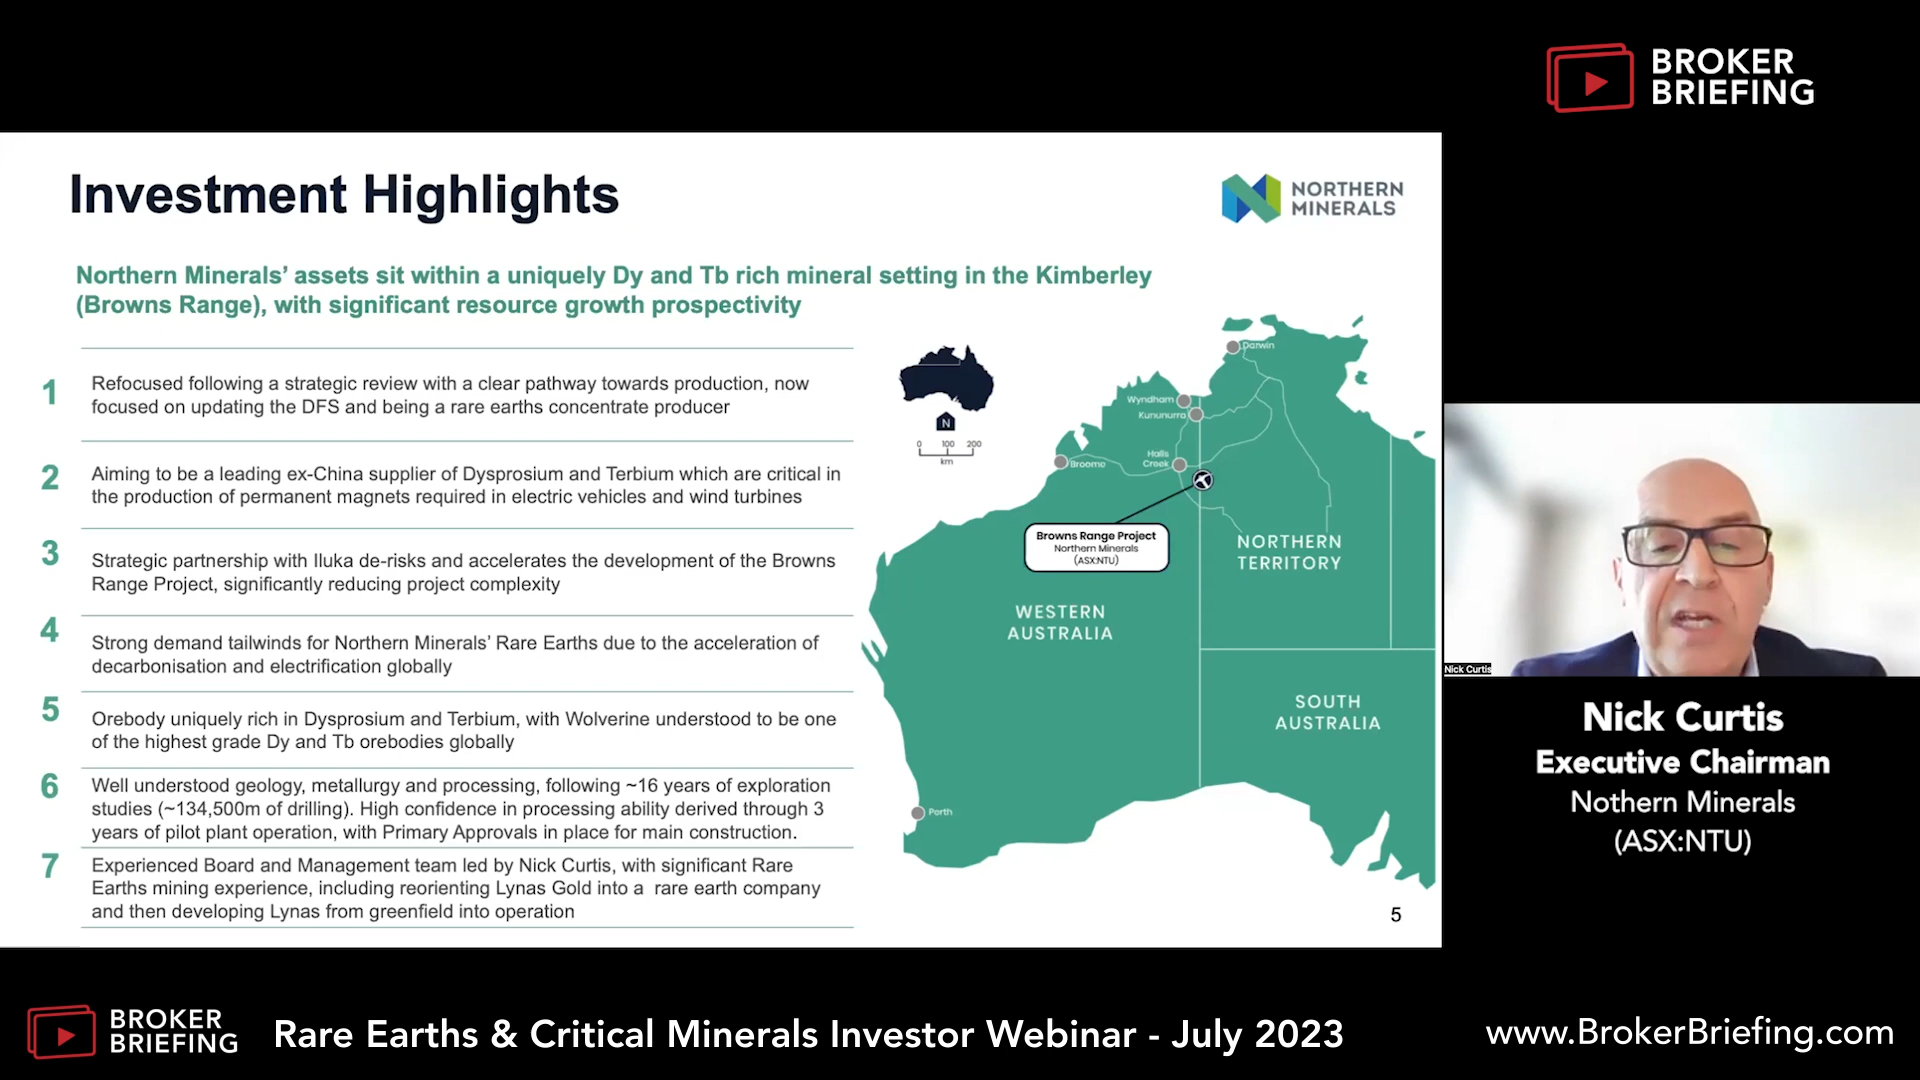 BROKER
BRIEFING
Investment Highlights
NORTHERN
MINERALS
Northern Minerals’ assets sit within a uniquely Dy and Tb rich mineral setting in the Kimberley
(Browns Range), with significant resource growth prospectivity
1
Refocused following a strategic review with a clear pathway towards production, now
focused on updating the DFS and being a rare earths concentrate producer
2
Aiming to be a leading ex-China supplier of Dysprosium and Terbium which are critical in
the production of permanent magnets required in electric vehicles and wind turbines
3
Strategic partnership with Iluka de-risks and accelerates the development of the Browns
Range Project, significantly reducing project complexity
4
Strong demand tailwinds for Northern Minerals’ Rare Earths due to the acceleration of
decarbonisation and electrification globally
5
Orebody uniquely rich in Dysprosium and Terbium, with Wolverine understood to be one
of the highest grade Dy and Tb orebodies globally
6
Well understood geology, metallurgy and processing, following ~16 years of exploration
studies (~134,500m of drilling). High confidence in processing ability derived through 3
years of pilot plant operation, with Primary Approvals in place for main construction.
7
Experienced Board and Management team led by Nick Curtis, with significant Rare
Earths mining experience, including reorienting Lynas Gold into a  rare earth company
and then developing Lynas from greenfield into operation
N
0 100 200
km
Darwin
Wyndham
Kununurra
Halls
Creek
Broome
Browns Range Project
Northern Minerals
(ASX:NTU)
NORTHERN
TERRITORY
WESTERN
AUSTRALIA
SOUTH
AUSTRALIA
Perth
5
Nick Curtis
Nick Curtis
Executive Chairman
Nothern Minerals
(ASX:NTU)
BROKER
BRIEFING
Rare Earths & Critical Minerals Investor Webinar - July 2023
www.BrokerBriefing.com